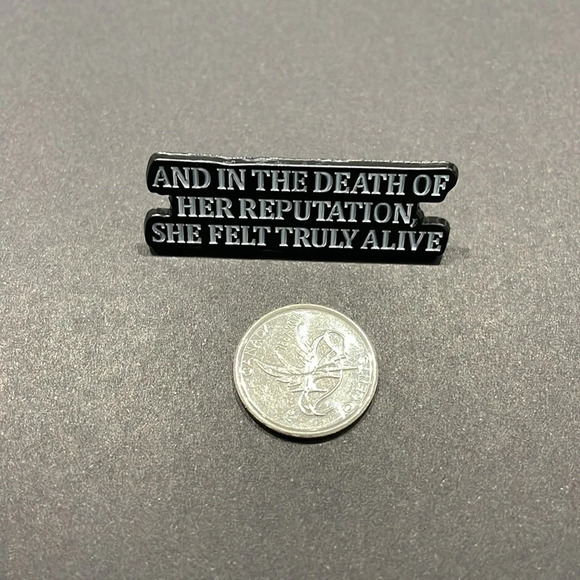 AND IN THE DEATH OF
HER REPUTATION,
SHE FELT TRULY ALIVE